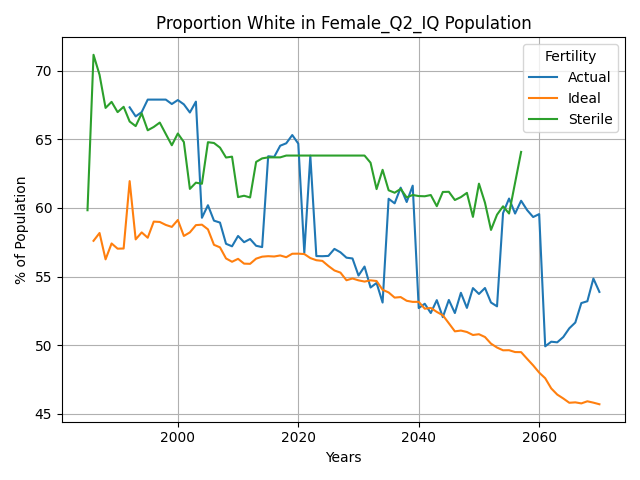 Proportion White in Female_Q2_IQ Population
Fertility
Actual
Ideal
Sterile
% of Population
70
65
60
55
50
45
2000
2020
2040
2060
Years